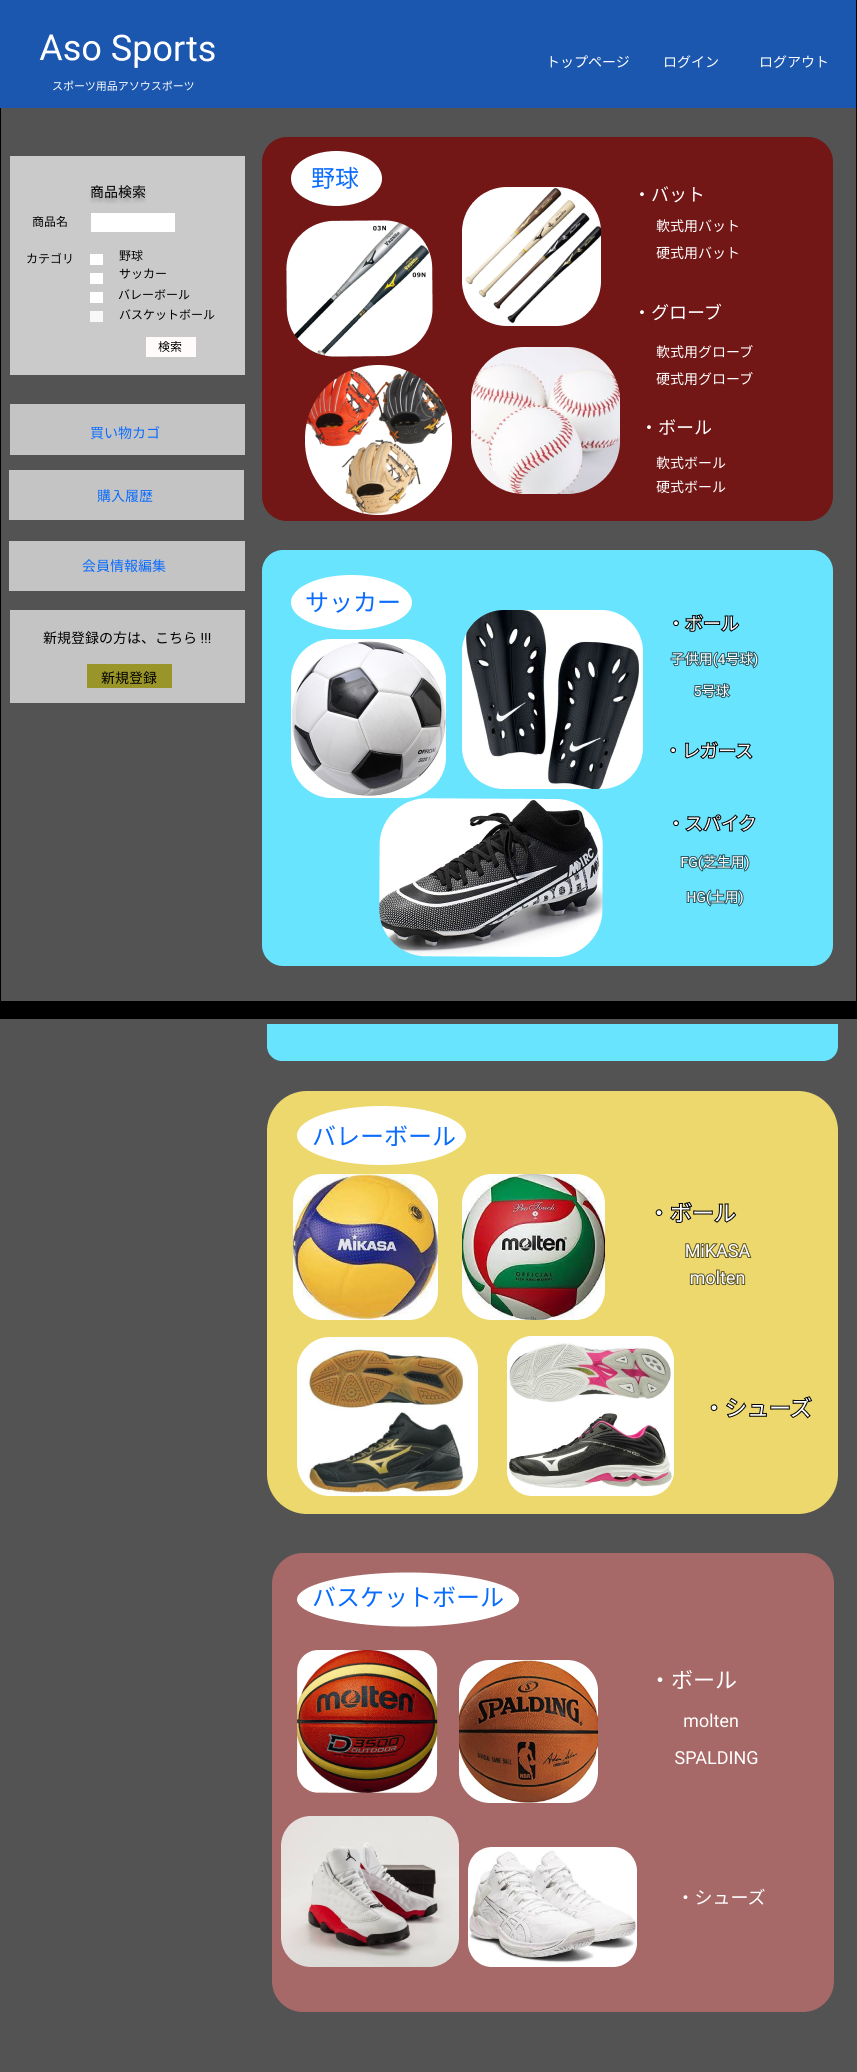 Aso Sports
スポーツ用品アソウスポーツ
トップページ
ログイン
ログアウト
商品検索
商品名
カテゴリ
野球
サッカー
バレーボール
バスケットボール
検索
買い物カゴ
購入履歴
会員情報編集
新規登録の方は、こちら !!!
新規登録
野球
03N
09N
・バット
軟式用バット
硬式用バット
・グローブ
軟式用グローブ
硬式用グローブ
・ボール
軟式ボール
硬式ボール
サッカー
・ボール
子供用(4号球)
5号球
・レガース
・スパイク
FG(芝生用)
HG(土用)
バレーボール
MIKASA
molten
OFFICIAL
・ボール
MiKASA
molten
・シューズ
バスケットボール
molten
D3500
OUTDOOR
SPALDING
NBA
・ボール
molten
SPALDING
・シューズ